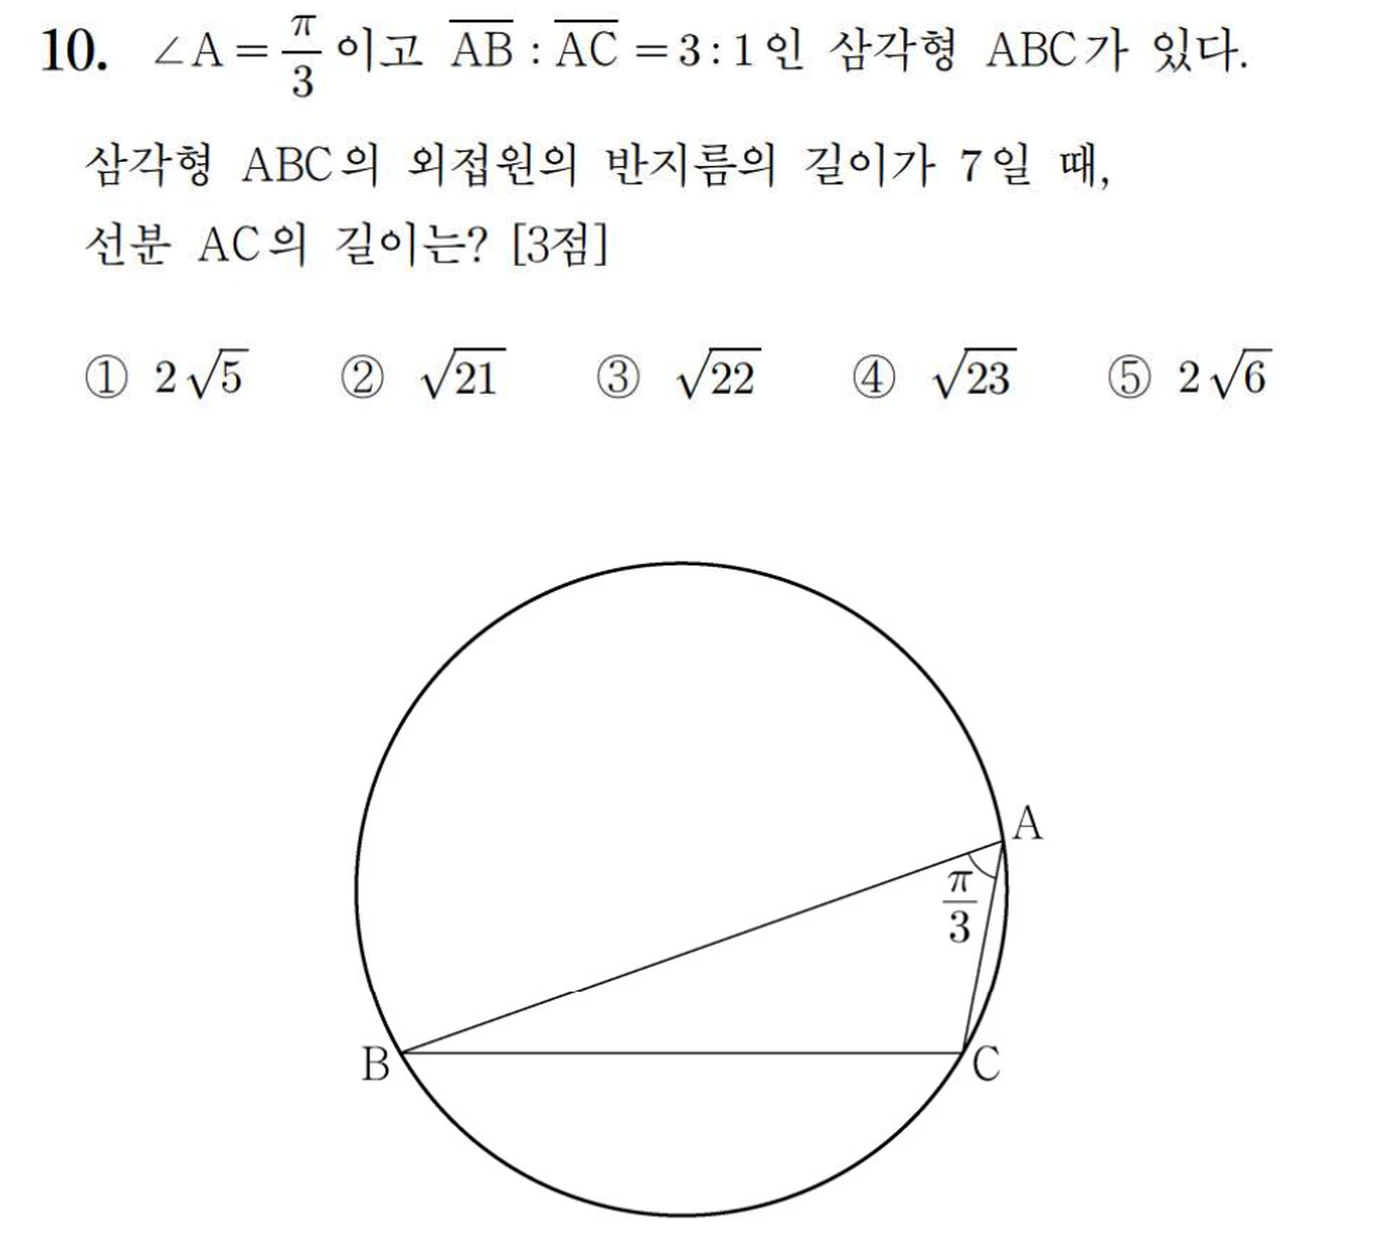 10. ∠A = π/3 이고 AB : AC = 3 : 1 인 삼각형 ABC가 있다.
삼각형 ABC의 외접원의 반지름의 길이가 7일 때,
선분 AC의 길이는? [3점]
① 2√5 ② √21 ③ √22 ④ √23 ⑤ 2√6
A
π/3
B
C